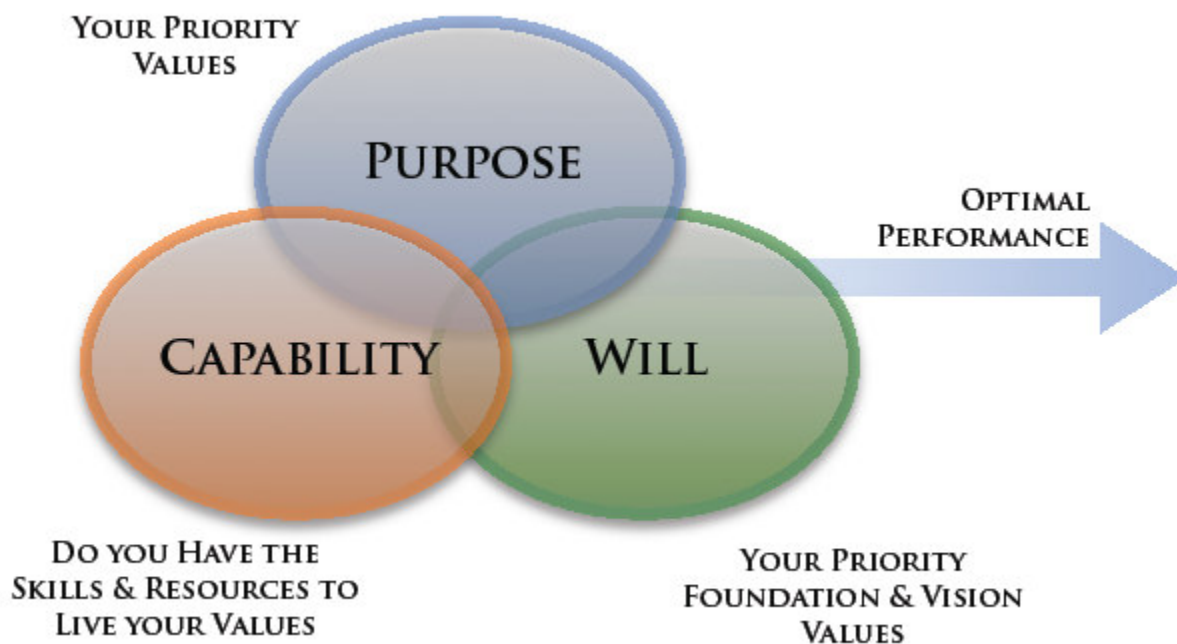 Your Priority
Values
Purpose
Optimal
Performance
Capability
Will
Do you Have the
Skills & Resources to
Live your Values
Your Priority
Foundation & Vision
Values